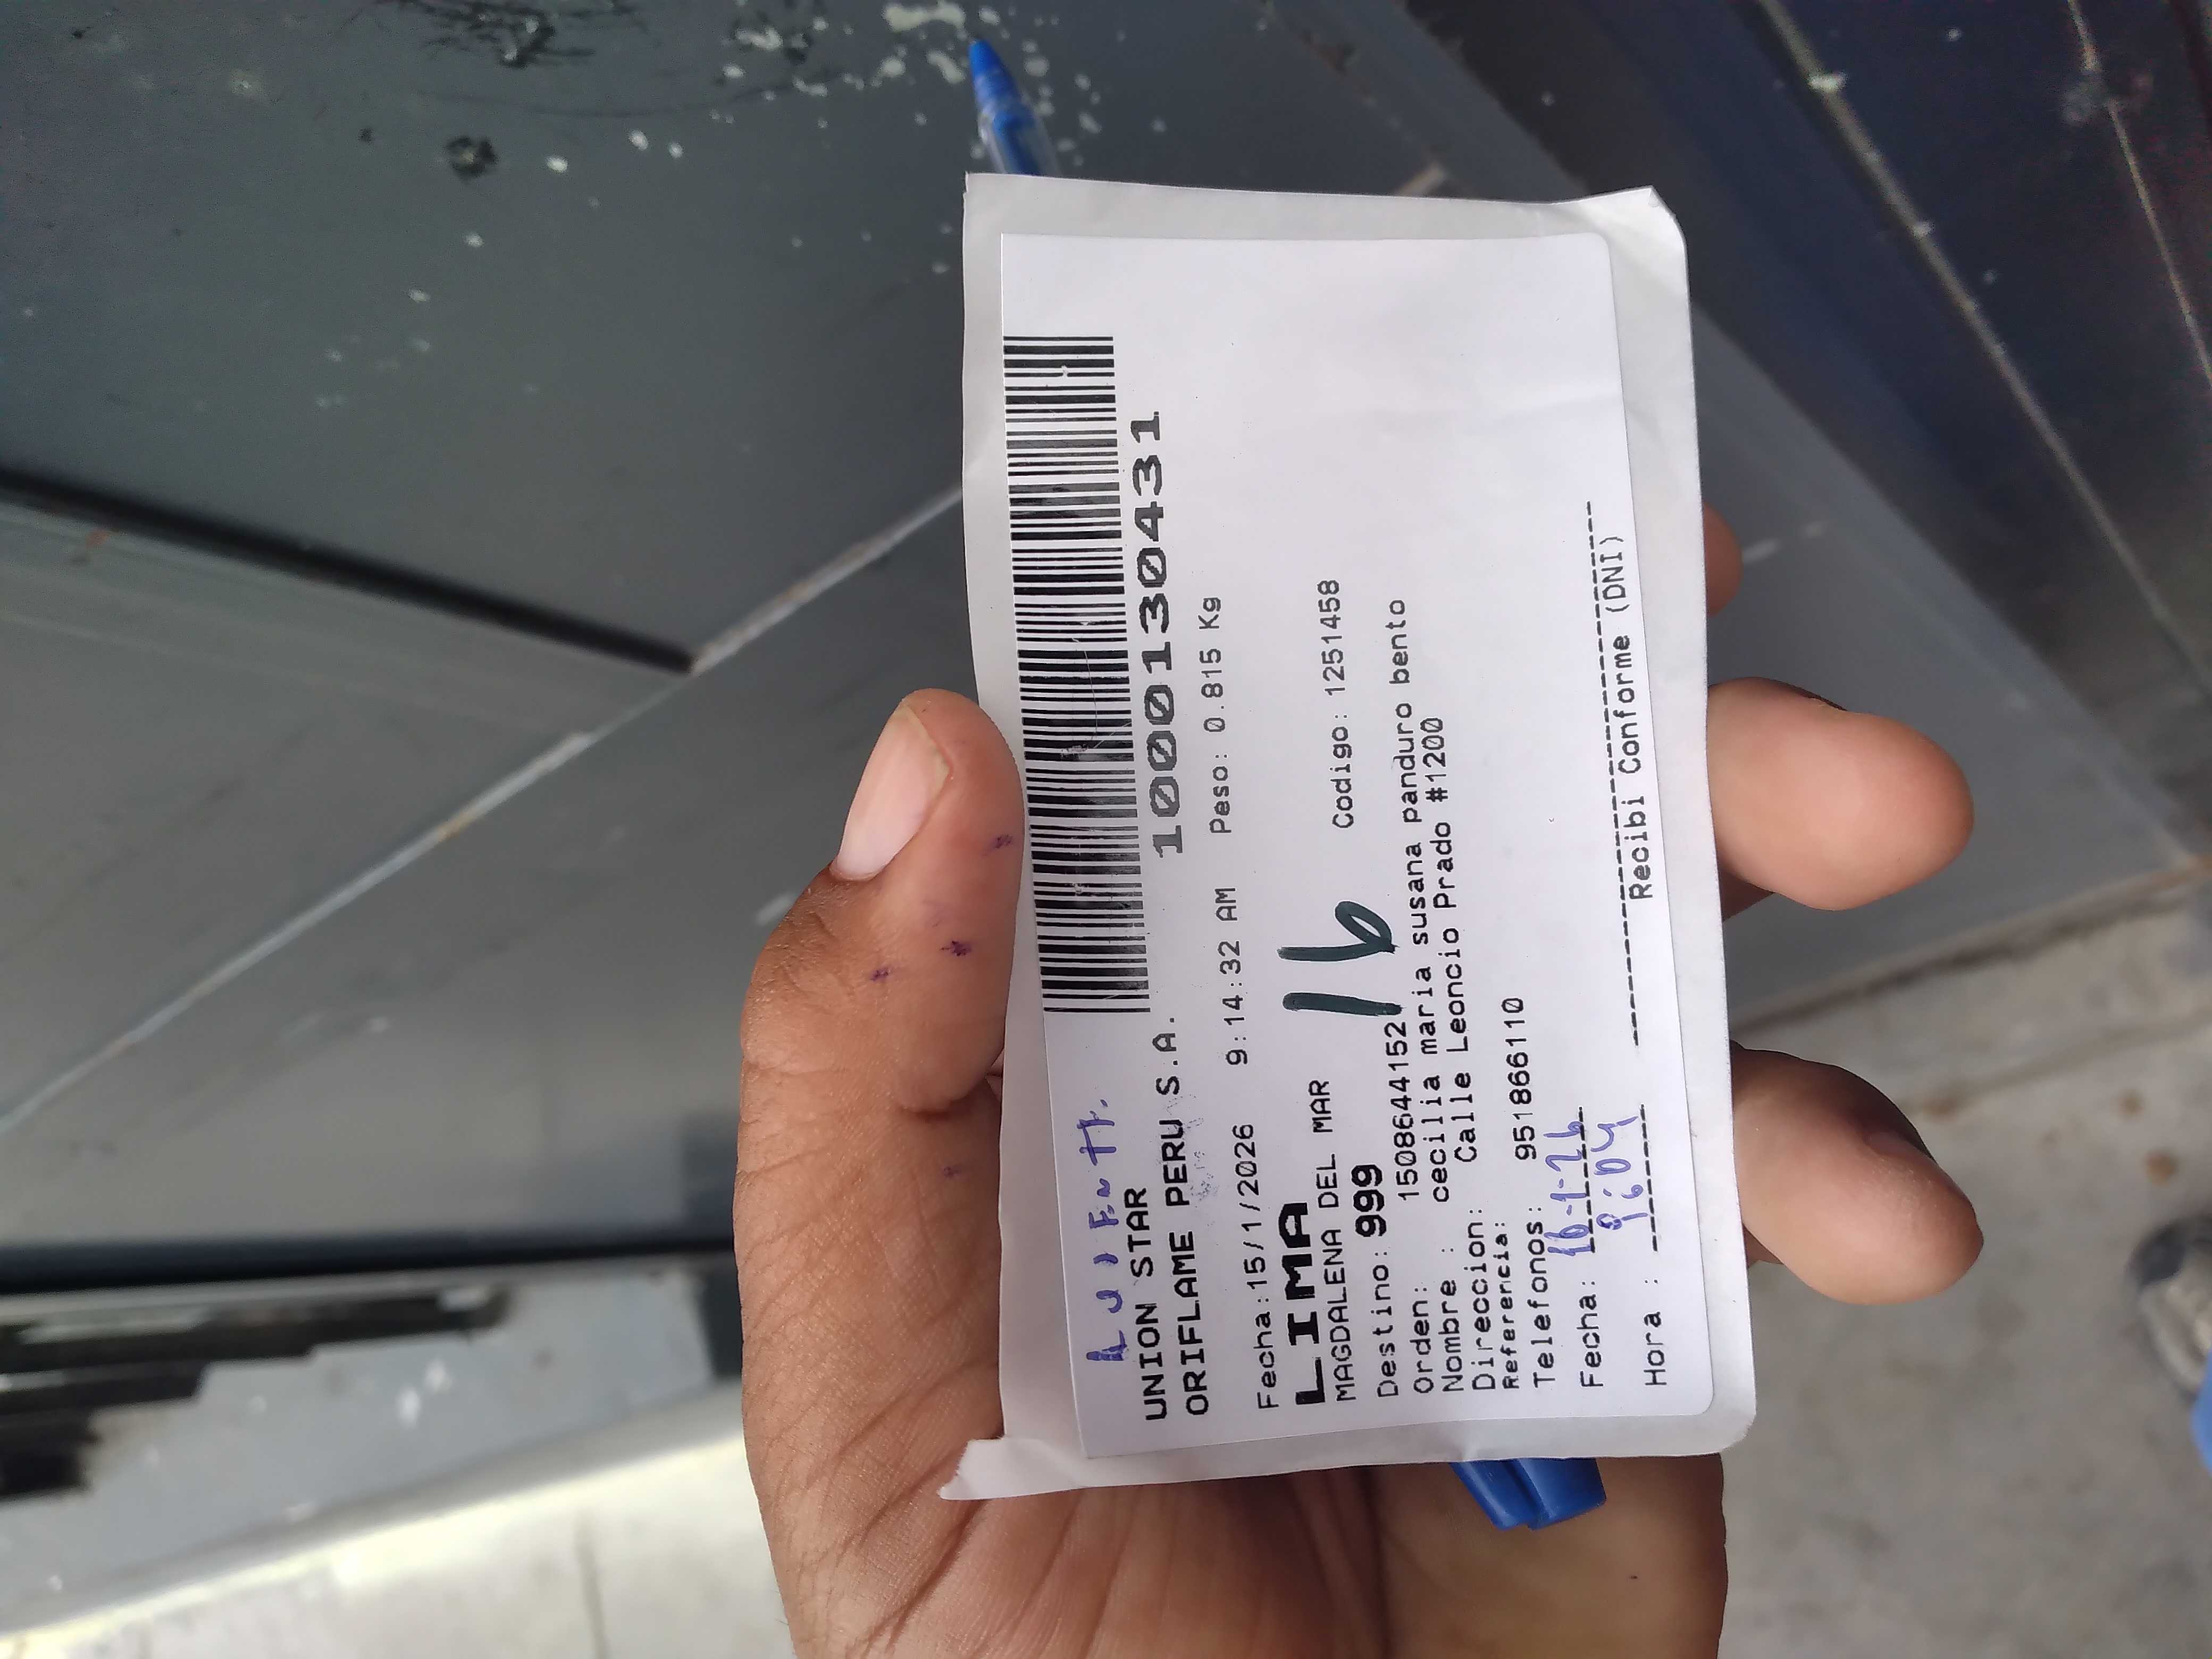 UNION STAR
ORIFLAME PERU S.A. 1000130431
Fecha:15/1/2026 9:14:32 AM Peso: 0.815 Kg
LIMA 16
MAGDALENA DEL MAR Codigo: 1251458
Destino: 999
Orden: 1508644152
Nombre : cecilia maria susana panduro bento
Direccion: Calle Leoncio Prado #1200
Referencia:
Telefonos: 951866110
Fecha: 16-1-26
Hora : 9:04
Recibi Conforme (DNI)